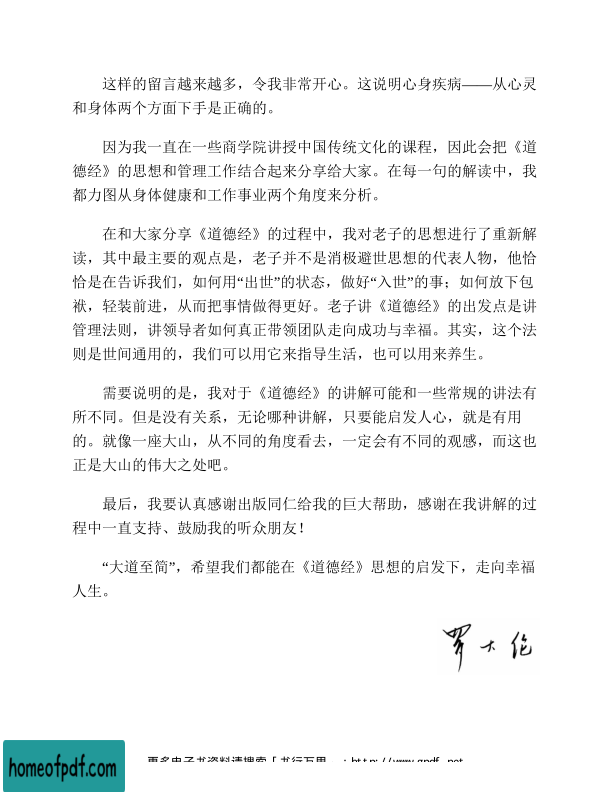 这样的留言越来越多，令我非常开心。这说明心身疾病——从心灵
和身体两个方面下手是正确的。
因为我一直在一些商学院讲授中国传统文化的课程，因此会把《道
德经》的思想和管理工作结合起来分享给大家。在每一句的解读中，我
都力图从身体健康和工作事业两个角度来分析。
在和大家分享《道德经》的过程中，我对老子的思想进行了重新解
读，其中最主要的观点是，老子并不是消极避世思想的代表人物，他恰
恰是在告诉我们，如何用“出世”的状态，做好“入世”的事；如何放下包
袱，轻装前进，从而把事情做得更好。老子讲《道德经》的出发点是讲
管理法则，讲领导者如何真正带领团队走向成功与幸福。其实，这个法
则是世间通用的，我们可以用它来指导生活，也可以用来养生。
需要说明的是，我对于《道德经》的讲解可能和一些常规的讲法有
所不同。但是没有关系，无论哪种讲解，只要能启发人心，就是有用
的。就像一座大山，从不同的角度看去，一定会有不同的观感，而这也
正是大山的伟大之处吧。
最后，我要认真感谢出版同仁给我的巨大帮助，感谢在我讲解的过
程中一直支持、鼓励我的听众朋友！
“大道至简”，希望我们都能在《道德经》思想的启发下，走向幸福
人生。
罗大伦
homeofpdf.com